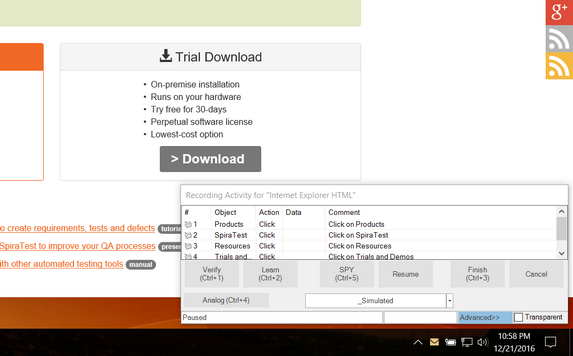 g+
Trial Download
• On-premise installation
• Runs on your hardware
• Try free for 30-days
• Perpetual software license
• Lowest-cost option
> Download
o create requirements, tests and defects tutoria
SpiraTest to improve your QA processes prese
ith other automated testing tools manual
Recording Activity for "Internet Explorer HTML"
# Object Action Data Comment
1 Products Click Click on Products
2 SpiraTest Click Click on SpiraTest
3 Resources Click Click on Resources
4 Trials and... Click Click on Trials and Demos
Verify (Ctrl+1)
Learn (Ctrl+2)
SPY (Ctrl+5)
Resume
Finish (Ctrl+3)
Cancel
Analog (Ctrl+4)
_Simulated
Paused
Advanced>>
Transparent
10:58 PM
12/21/2016